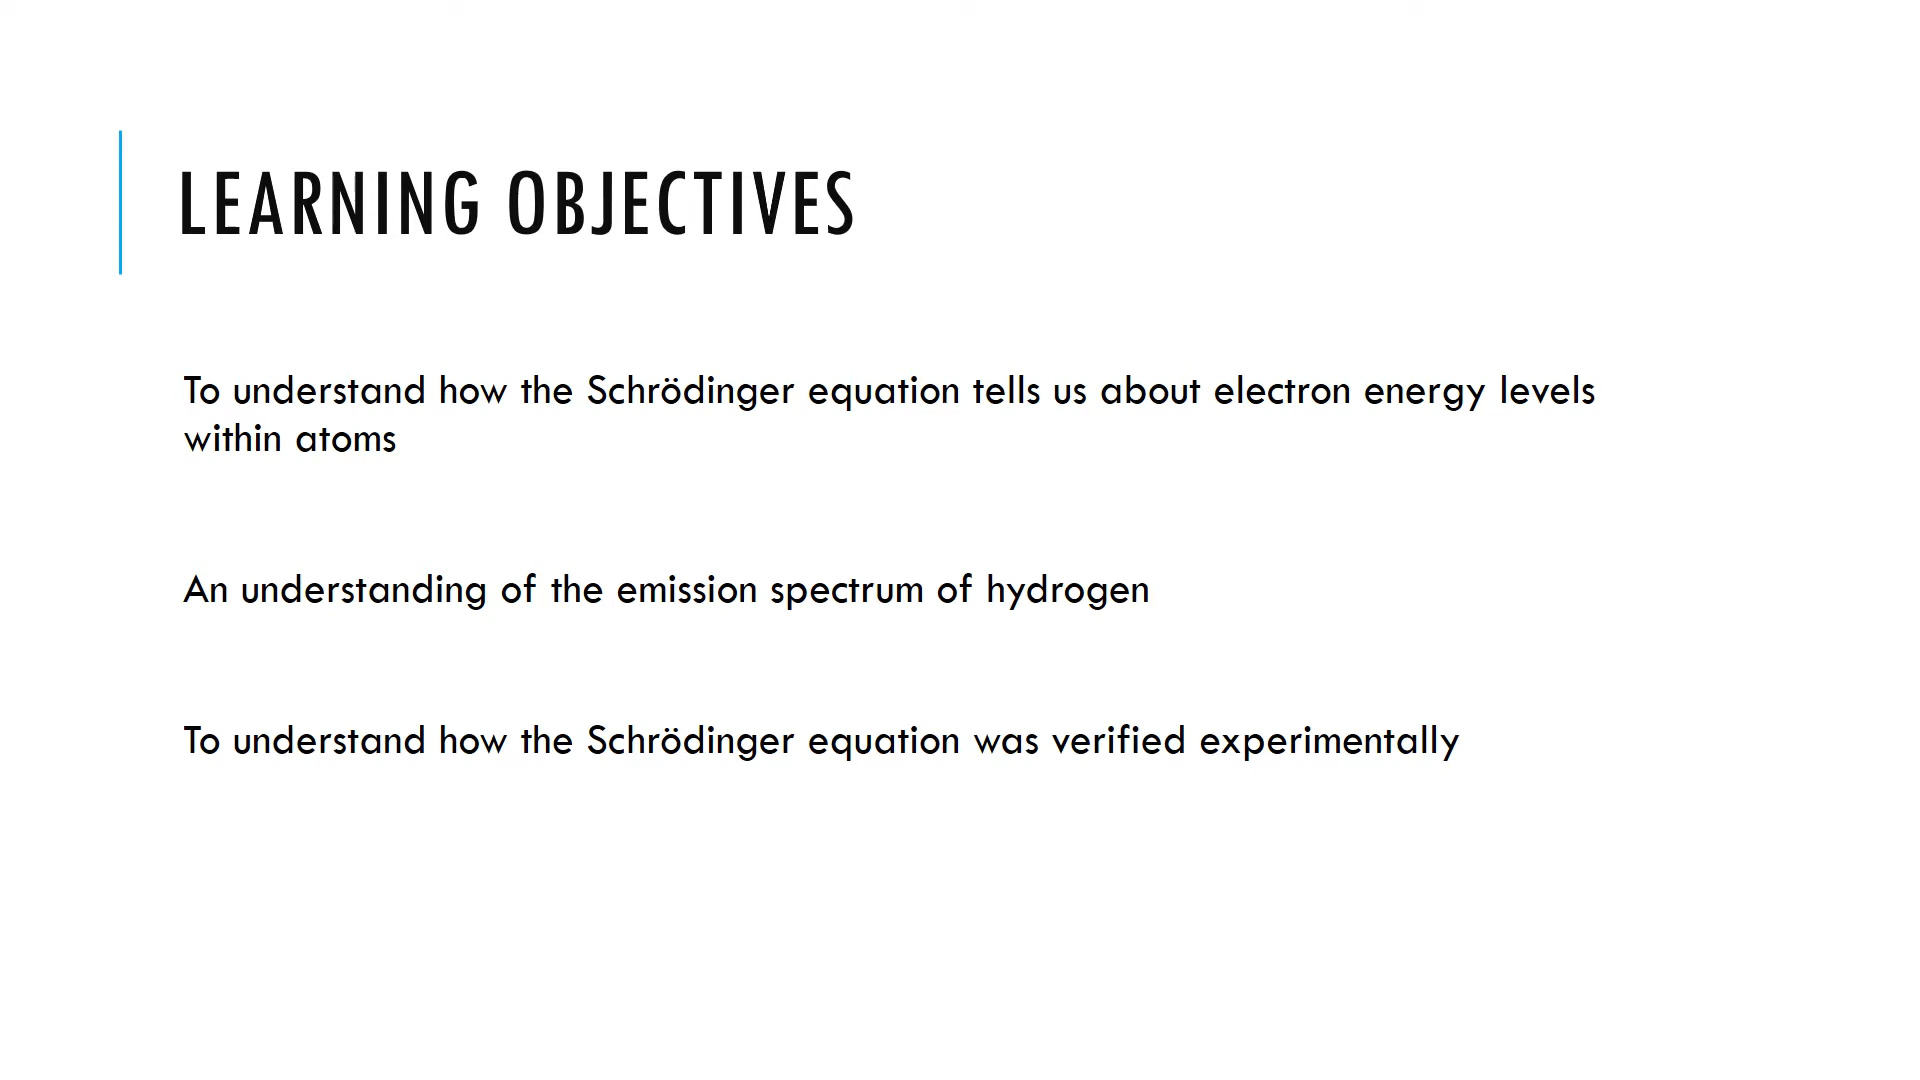 LEARNING OBJECTIVES
To understand how the Schrödinger equation tells us about electron energy levels
within atoms
An understanding of the emission spectrum of hydrogen
To understand how the Schrödinger equation was verified experimentally